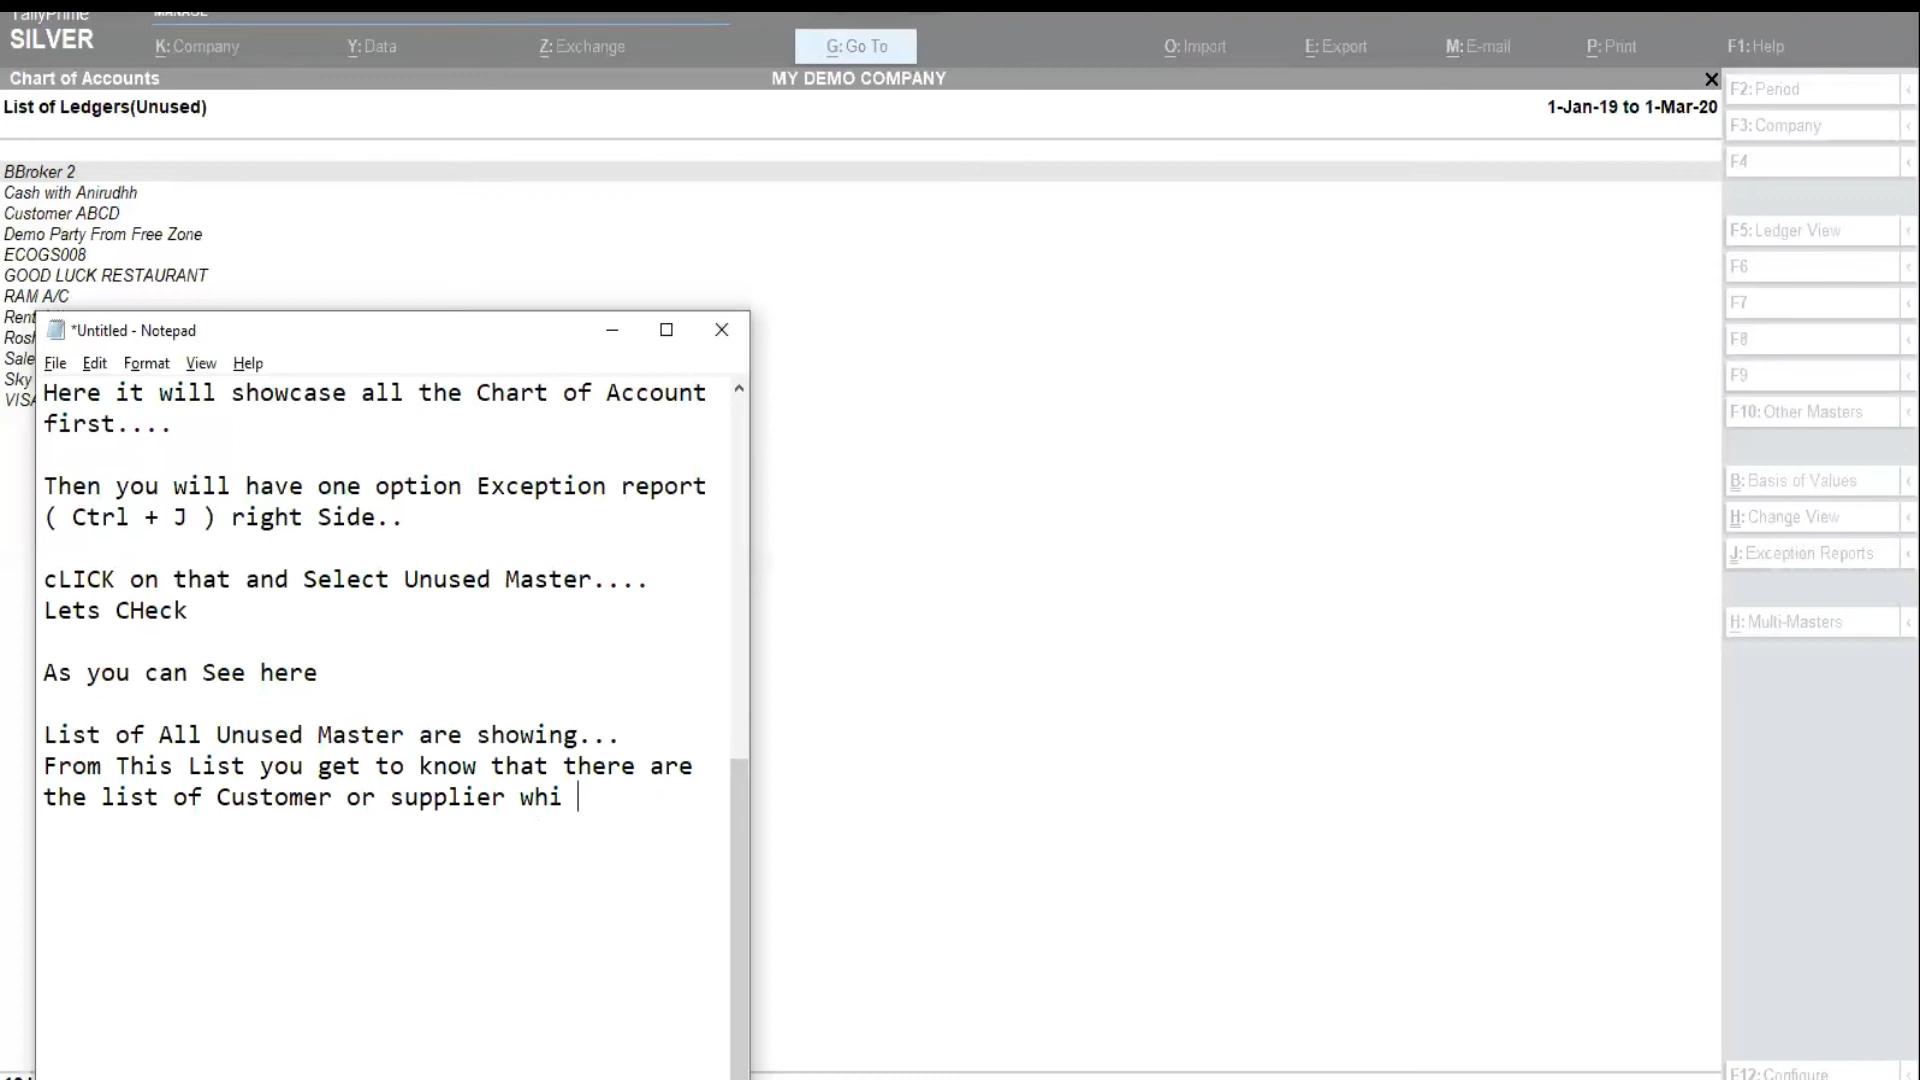 TallyPrime
MANAGE
SILVER
K: Company
Y: Data
Z: Exchange
G: Go To
O: Import
E: Export
M: E-mail
P: Print
F1: Help
Chart of Accounts
MY DEMO COMPANY
List of Ledgers(Unused)
1-Jan-19 to 1-Mar-20
BBroker 2
Cash with Anirudhh
Customer ABCD
Demo Party From Free Zone
ECOGS008
GOOD LUCK RESTAURANT
RAM A/C
Rent
Rosh
Sale
Sky
VISA
*Untitled - Notepad
File Edit Format View Help
Here it will showcase all the Chart of Account
first....
Then you will have one option Exception report
( Ctrl + J ) right Side..
cLICK on that and Select Unused Master....
Lets CHeck
As you can See here
List of All Unused Master are showing...
From This List you get to know that there are
the list of Customer or supplier whi
F2: Period
F3: Company
F4
F5: Ledger View
F6
F7
F8
F9
F10: Other Masters
B: Basis of Values
H: Change View
J: Exception Reports
H: Multi-Masters
F12: Configure